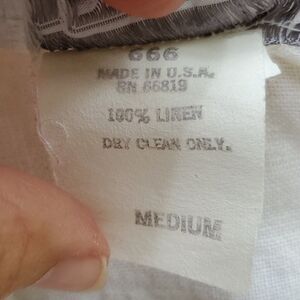 666
MADE IN U.S.A.
RN 66819
100% LINEN
DRY CLEAN ONLY.
MEDIUM